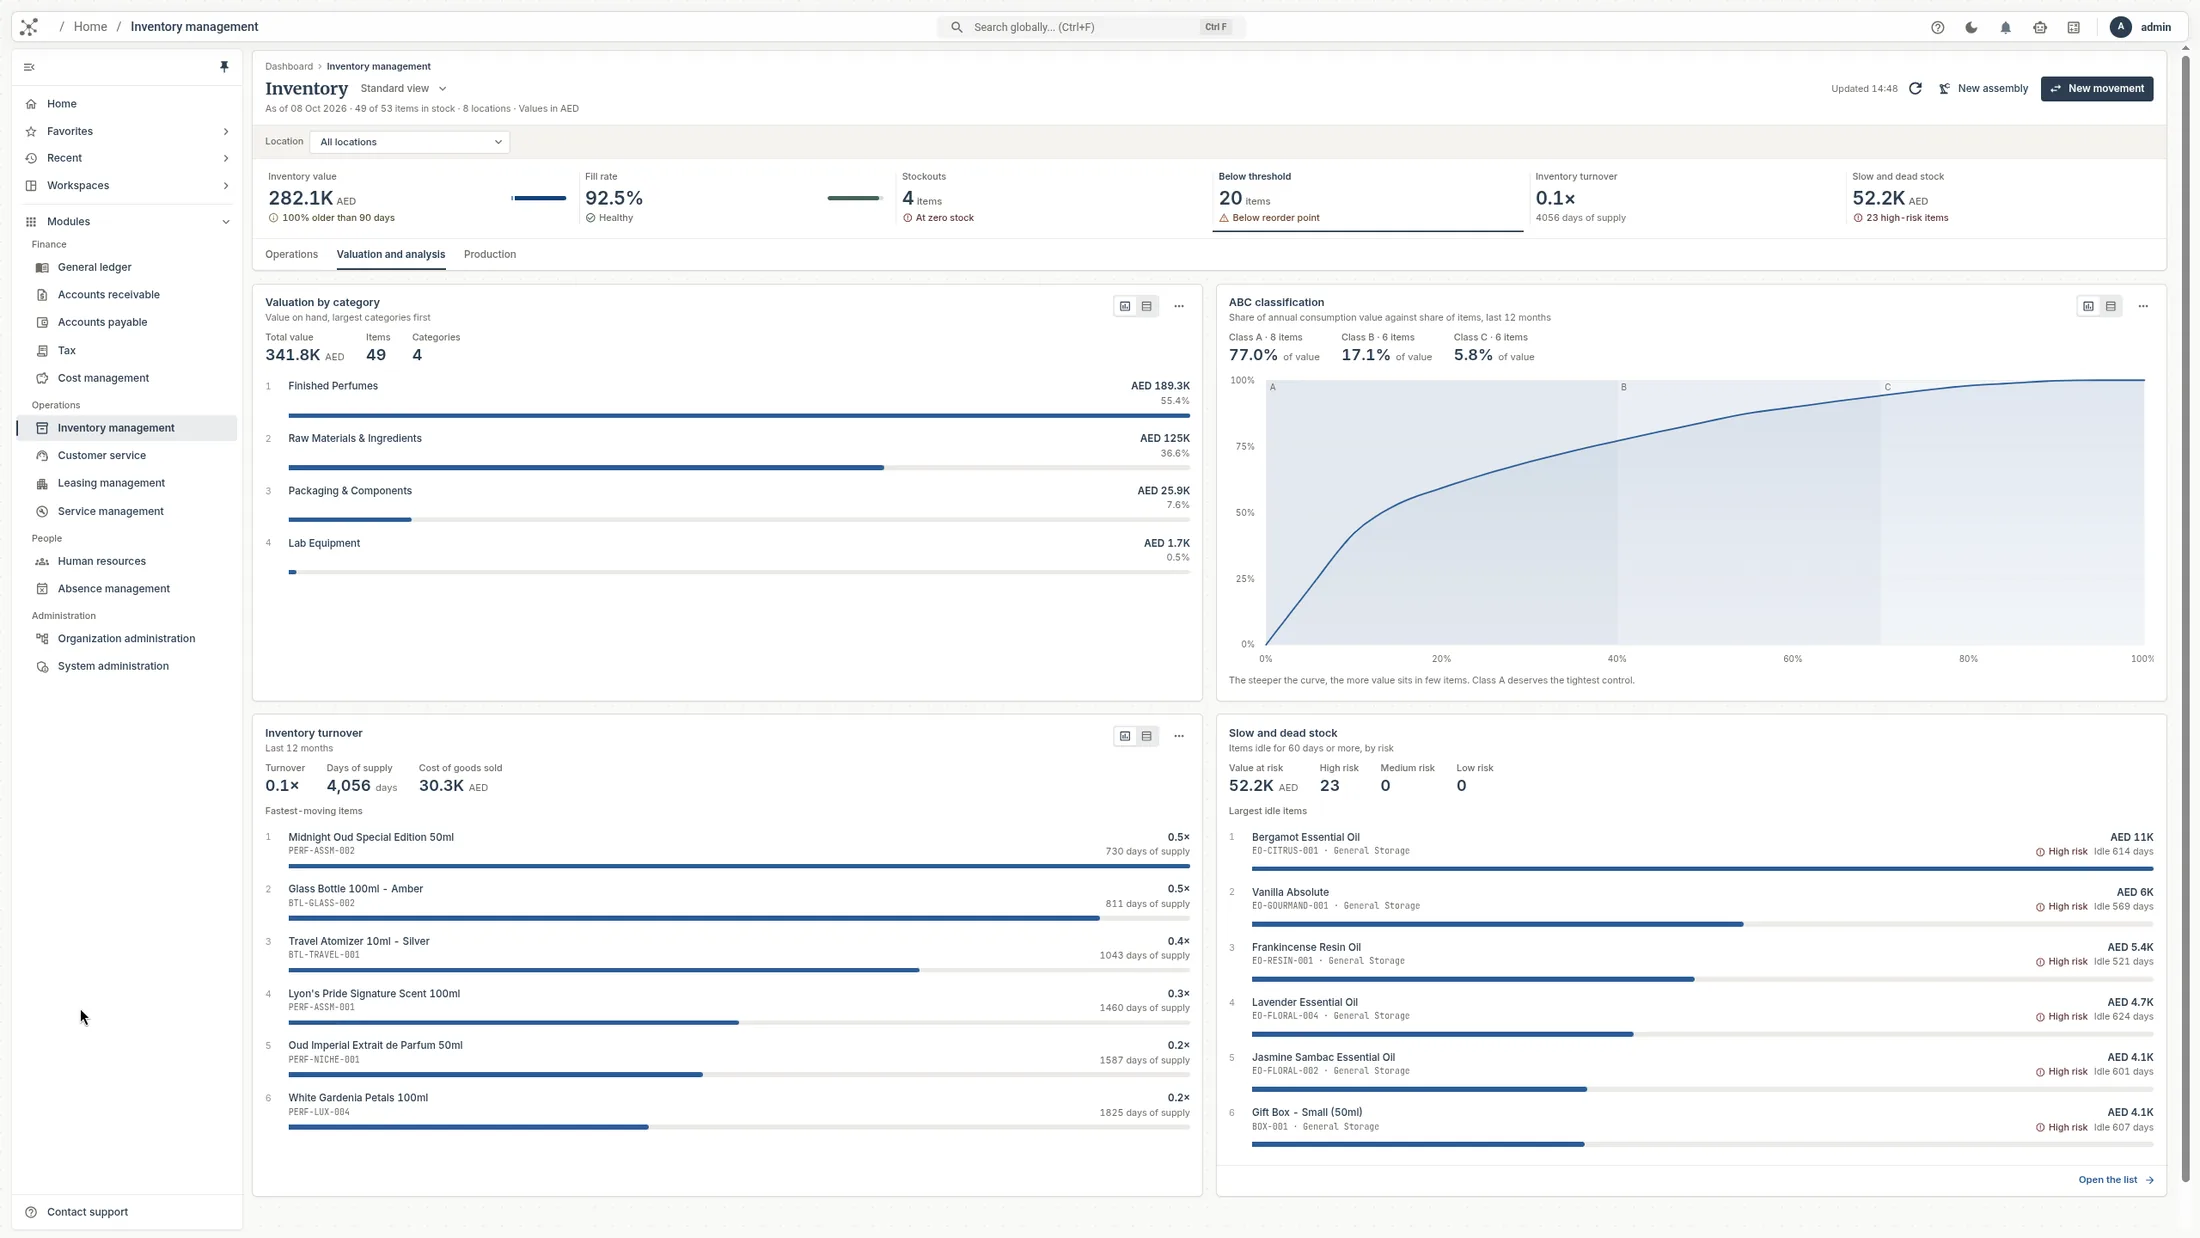 / Home / Inventory management
Search globally... (Ctrl+F) Ctrl F
A admin
Home
Favorites
Recent
Workspaces
Modules
Finance
General ledger
Accounts receivable
Accounts payable
Tax
Cost management
Operations
Inventory management
Customer service
Leasing management
Service management
People
Human resources
Absence management
Administration
Organization administration
System administration
Contact support
Dashboard › Inventory management
Inventory Standard view
As of 08 Oct 2026 · 49 of 53 items in stock · 8 locations · Values in AED
Updated 14:48 New assembly New movement
Location All locations
Inventory value
282.1K AED
100% older than 90 days
Fill rate
92.5%
Healthy
Stockouts
4 items
At zero stock
Below threshold
20 items
Below reorder point
Inventory turnover
0.1×
4056 days of supply
Slow and dead stock
52.2K AED
23 high-risk items
Operations Valuation and analysis Production
Valuation by category
Value on hand, largest categories first
Total value Items Categories
341.8K AED 49 4
1 Finished Perfumes AED 189.3K
55.4%
2 Raw Materials & Ingredients AED 125K
36.6%
3 Packaging & Components AED 25.9K
7.6%
4 Lab Equipment AED 1.7K
0.5%
ABC classification
Share of annual consumption value against share of items, last 12 months
Class A · 8 items Class B · 6 items Class C · 6 items
77.0% of value 17.1% of value 5.8% of value
100%
75%
50%
25%
0%
A B C
0% 20% 40% 60% 80% 100%
The steeper the curve, the more value sits in few items. Class A deserves the tightest control.
Inventory turnover
Last 12 months
Turnover Days of supply Cost of goods sold
0.1× 4,056 days 30.3K AED
Fastest-moving items
1 Midnight Oud Special Edition 50ml 0.5×
PERF-ASSM-002 730 days of supply
2 Glass Bottle 100ml - Amber 0.5×
BTL-GLASS-002 811 days of supply
3 Travel Atomizer 10ml - Silver 0.4×
BTL-TRAVEL-001 1043 days of supply
4 Lyon's Pride Signature Scent 100ml 0.3×
PERF-ASSM-001 1460 days of supply
5 Oud Imperial Extrait de Parfum 50ml 0.2×
PERF-NICHE-001 1587 days of supply
6 White Gardenia Petals 100ml 0.2×
PERF-LUX-004 1825 days of supply
Slow and dead stock
Items idle for 60 days or more, by risk
Value at risk High risk Medium risk Low risk
52.2K AED 23 0 0
Largest idle items
1 Bergamot Essential Oil AED 11K
EO-CITRUS-001 · General Storage High risk Idle 614 days
2 Vanilla Absolute AED 6K
EO-GOURMAND-001 · General Storage High risk Idle 569 days
3 Frankincense Resin Oil AED 5.4K
EO-RESIN-001 · General Storage High risk Idle 521 days
4 Lavender Essential Oil AED 4.7K
EO-FLORAL-004 · General Storage High risk Idle 624 days
5 Jasmine Sambac Essential Oil AED 4.1K
EO-FLORAL-002 · General Storage High risk Idle 601 days
6 Gift Box - Small (50ml) AED 4.1K
BOX-001 · General Storage High risk Idle 607 days
Open the list